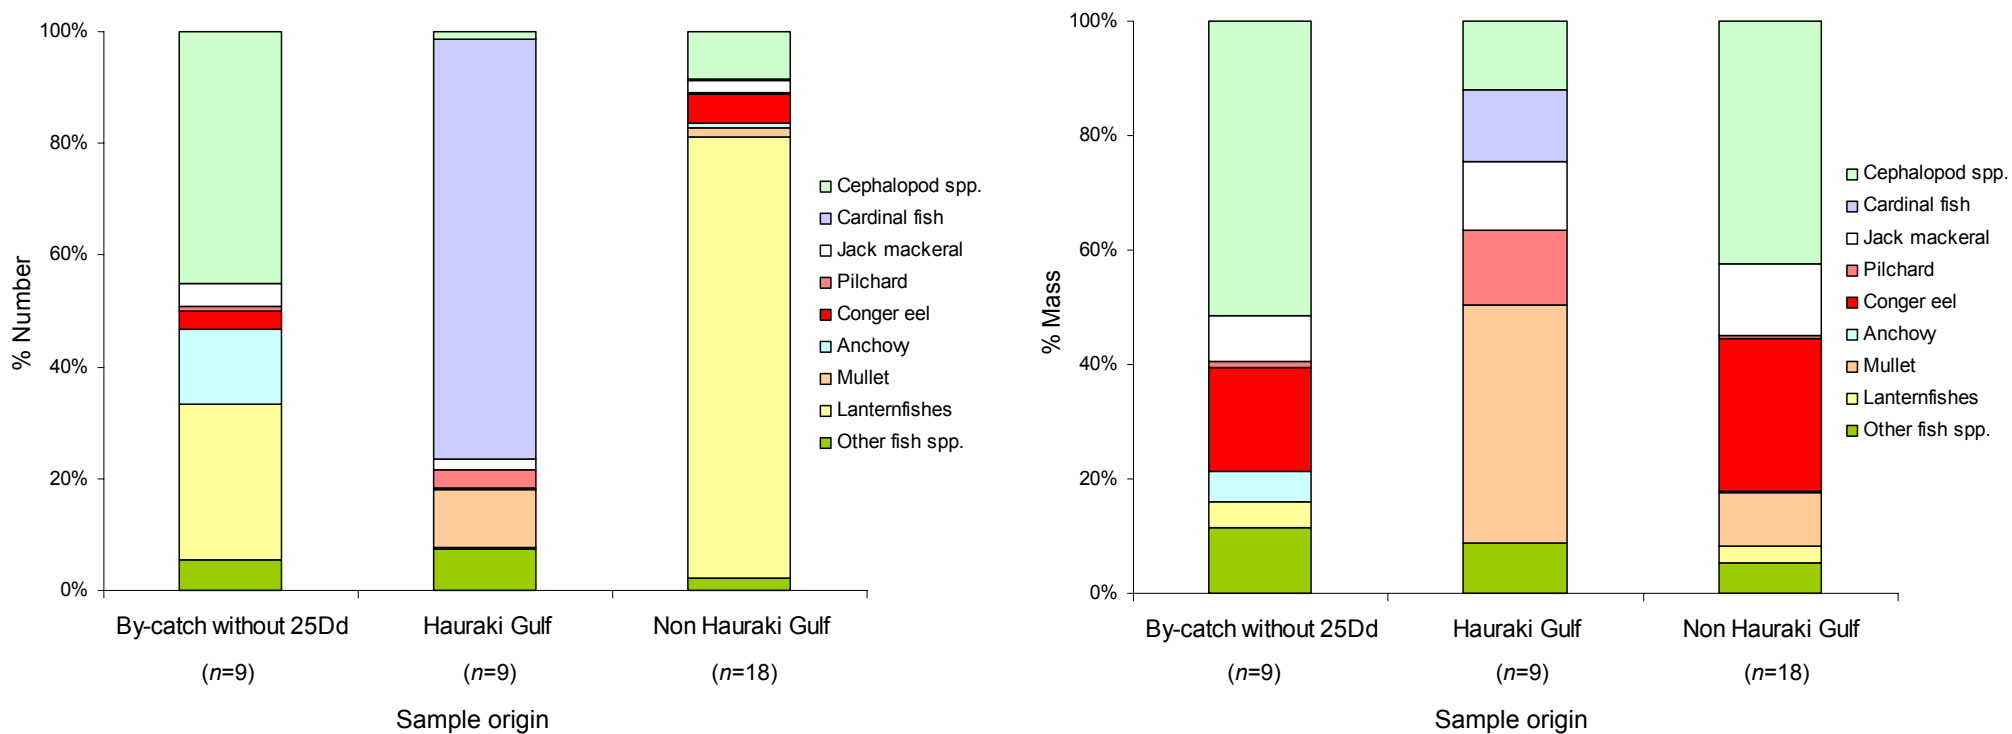 100%
80%
60%
40%
20%
0%
% Number
By-catch without 25Dd
(n=9)
Hauraki Gulf
(n=9)
Non Hauraki Gulf
(n=18)
Sample origin
Cephalopod spp.
Cardinal fish
Jack mackeral
Pilchard
Conger eel
Anchovy
Mullet
Lanternfishes
Other fish spp.
100%
80%
60%
40%
20%
0%
% Mass
By-catch without 25Dd
(n=9)
Hauraki Gulf
(n=9)
Non Hauraki Gulf
(n=18)
Sample origin
Cephalopod spp.
Cardinal fish
Jack mackeral
Pilchard
Conger eel
Anchovy
Mullet
Lanternfishes
Other fish spp.